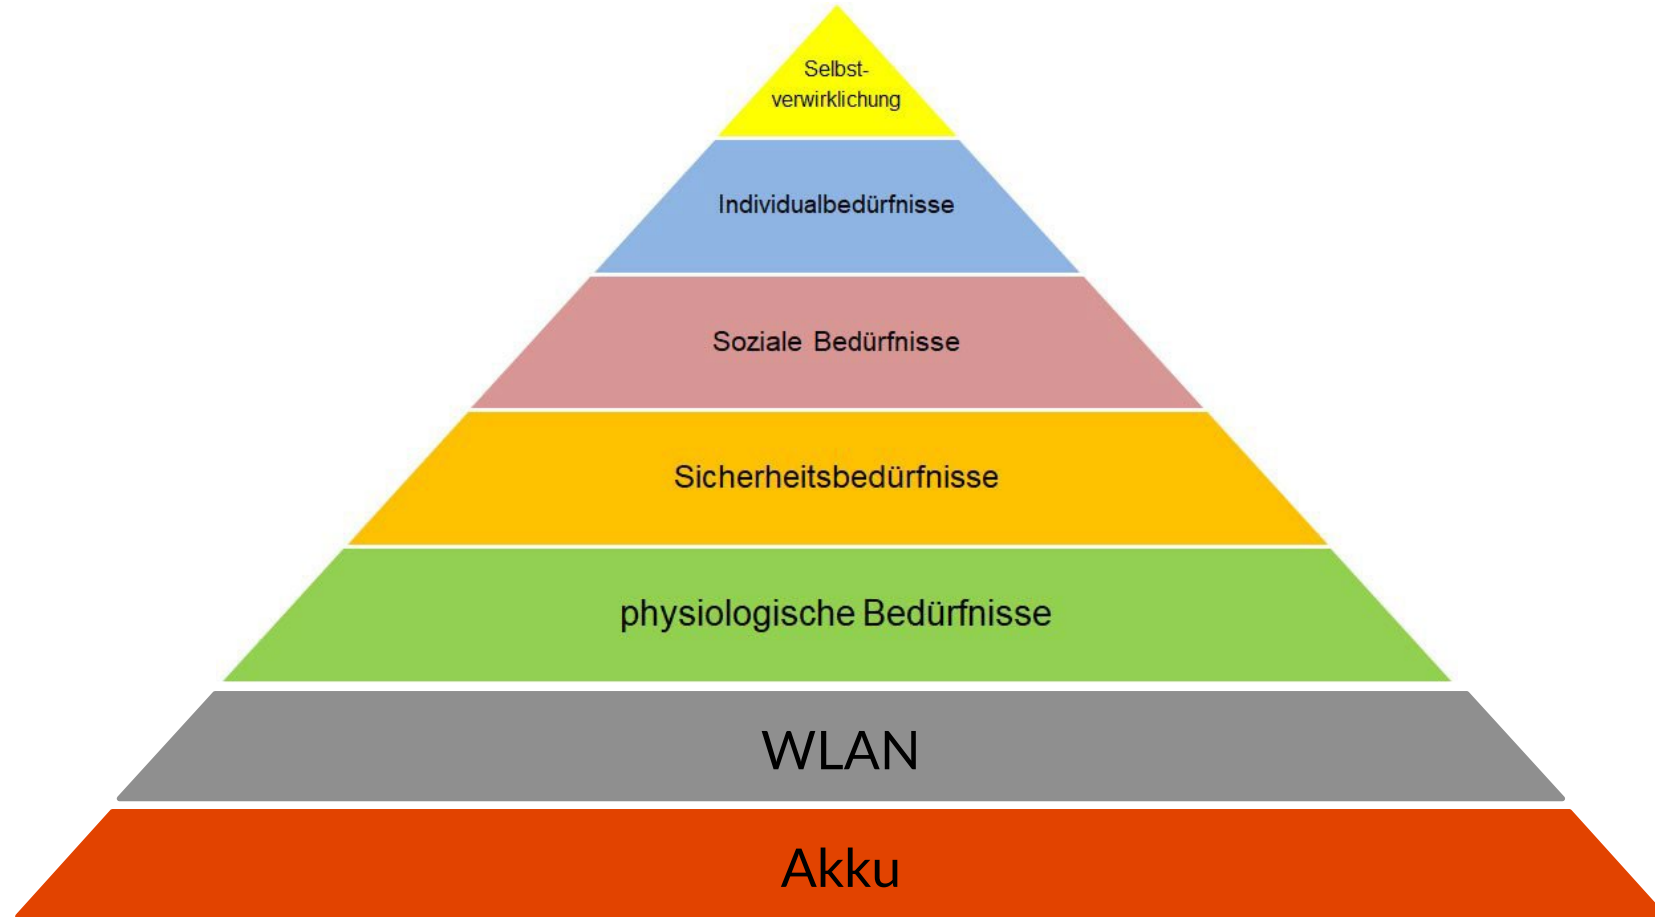 Selbst-
verwirklichung
Individualbedürfnisse
Soziale Bedürfnisse
Sicherheitsbedürfnisse
physiologische Bedürfnisse
WLAN
Akku